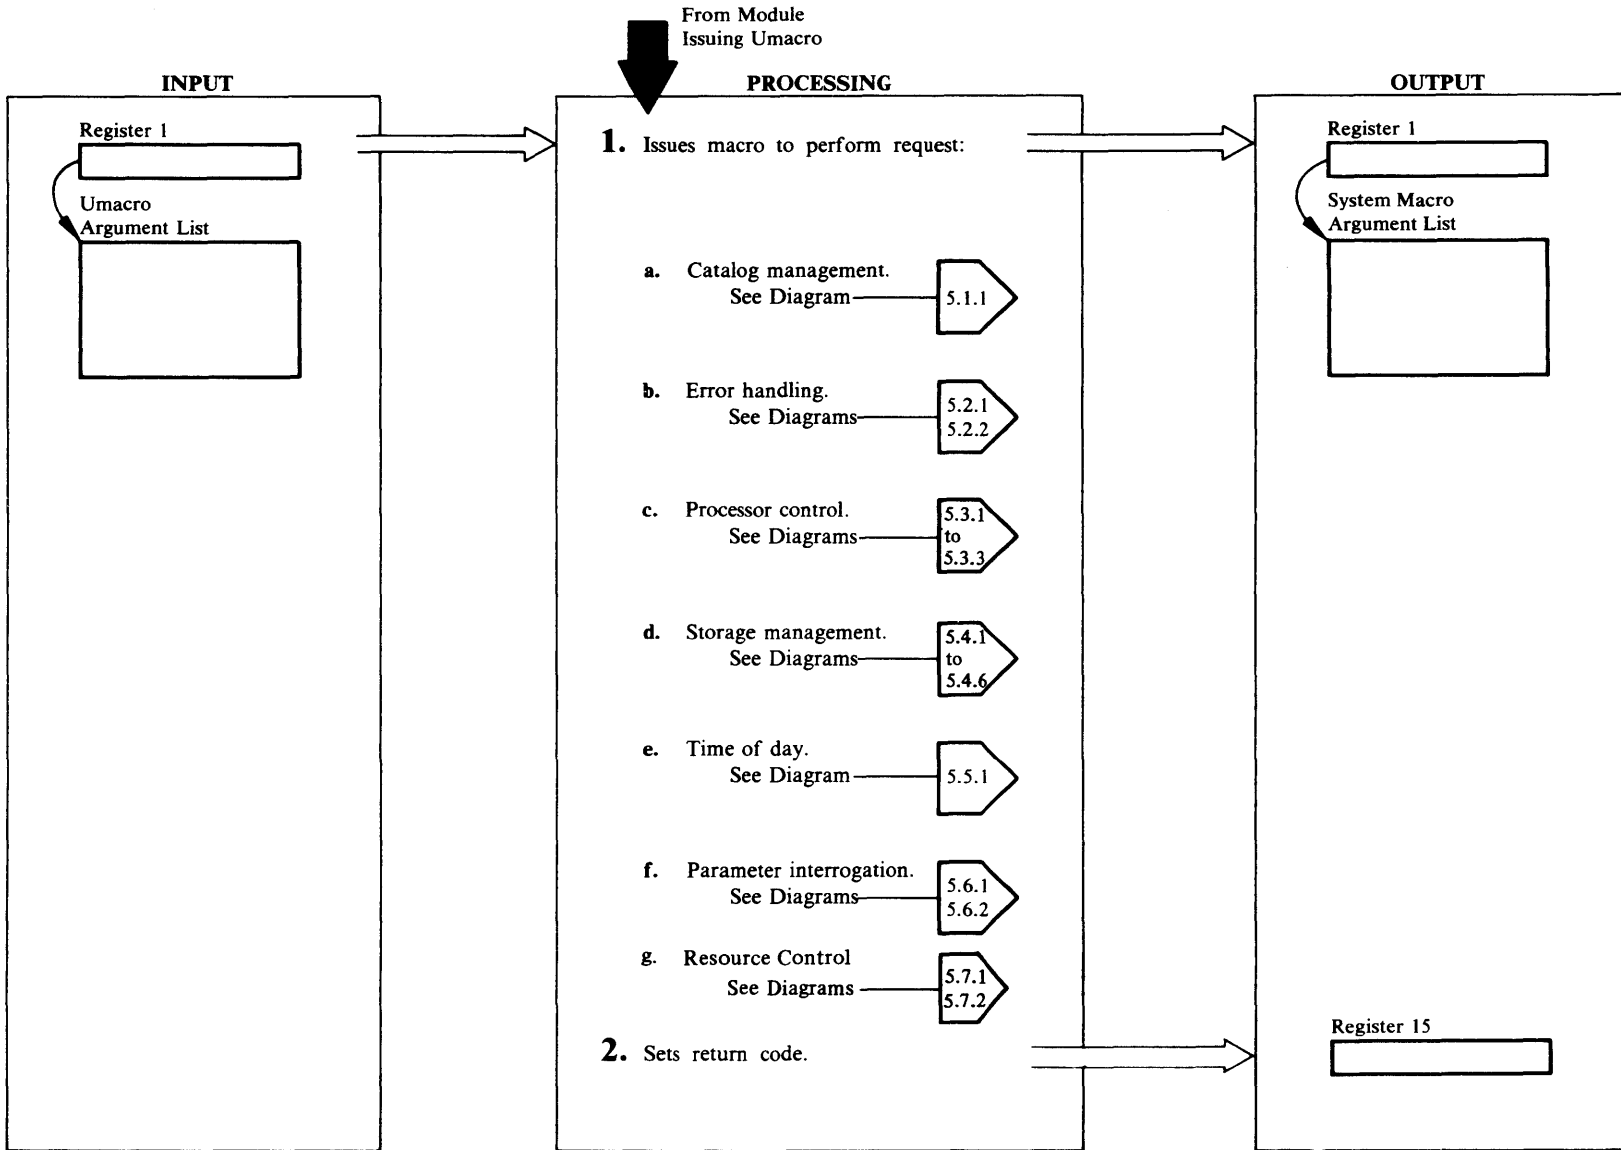 From Module
Issuing Umacro
INPUT
PROCESSING
OUTPUT
Register 1
Umacro
Argument List
1. Issues macro to perform request:
a. Catalog management.
See Diagram
5.1.1
b. Error handling.
See Diagrams
5.2.1
5.2.2
c. Processor control.
See Diagrams
5.3.1
to
5.3.3
d. Storage management.
See Diagrams
5.4.1
to
5.4.6
e. Time of day.
See Diagram
5.5.1
f. Parameter interrogation.
See Diagrams
5.6.1
5.6.2
g. Resource Control
See Diagrams
5.7.1
5.7.2
2. Sets return code.
Register 1
System Macro
Argument List
Register 15